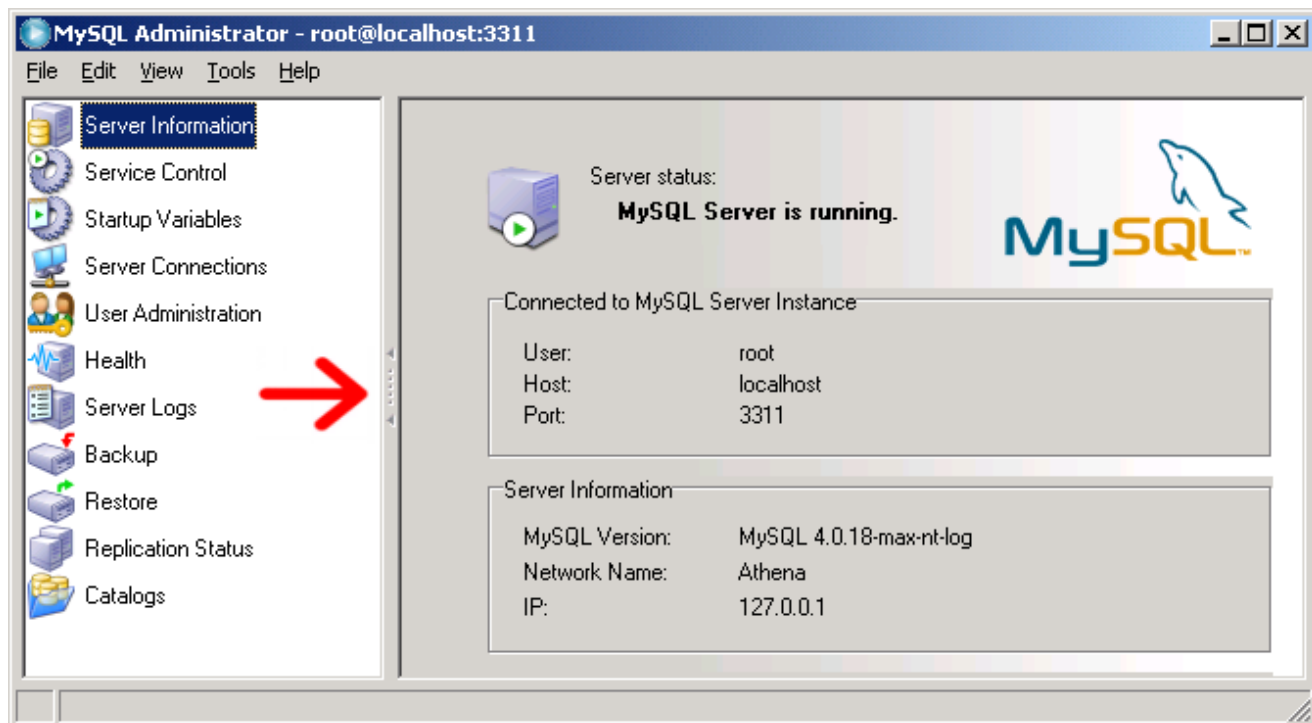 MySQL Administrator - root@localhost:3311
File Edit View Tools Help
Server Information
Service Control
Startup Variables
Server Connections
User Administration
Health
Server Logs
Backup
Restore
Replication Status
Catalogs
Server status:
MySQL Server is running.
MySQL™
Connected to MySQL Server Instance
User: root
Host: localhost
Port: 3311
Server Information
MySQL Version: MySQL 4.0.18-max-nt-log
Network Name: Athena
IP: 127.0.0.1